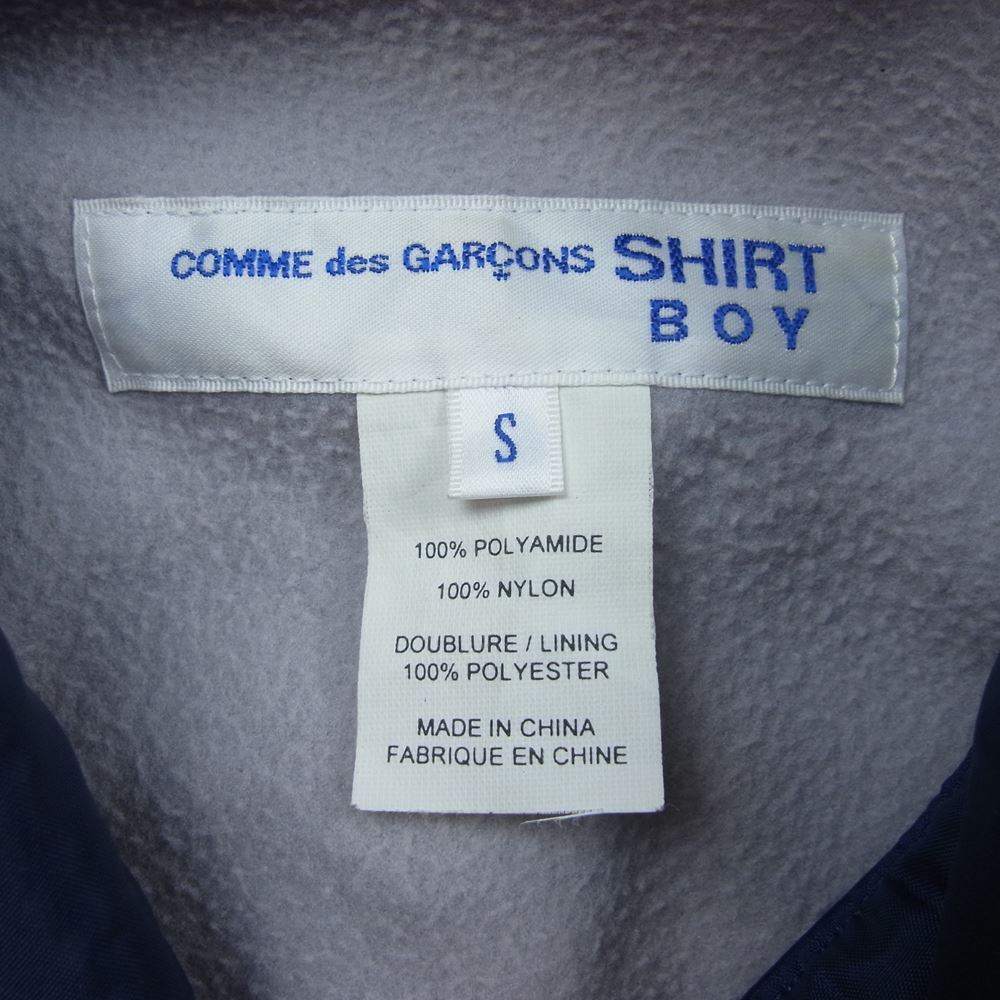 COMME des GARÇONS SHIRT
BOY
S
100% POLYAMIDE
100% NYLON
DOUBLURE / LINING
100% POLYESTER
MADE IN CHINA
FABRIQUE EN CHINE